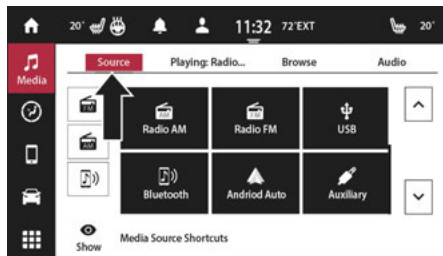 20° 11:32 72°EXT 20°
Media
Source Playing: Radio... Browse Audio
FM
AM
Radio AM Radio FM USB
Bluetooth Andriod Auto Auxiliary
Show Media Source Shortcuts